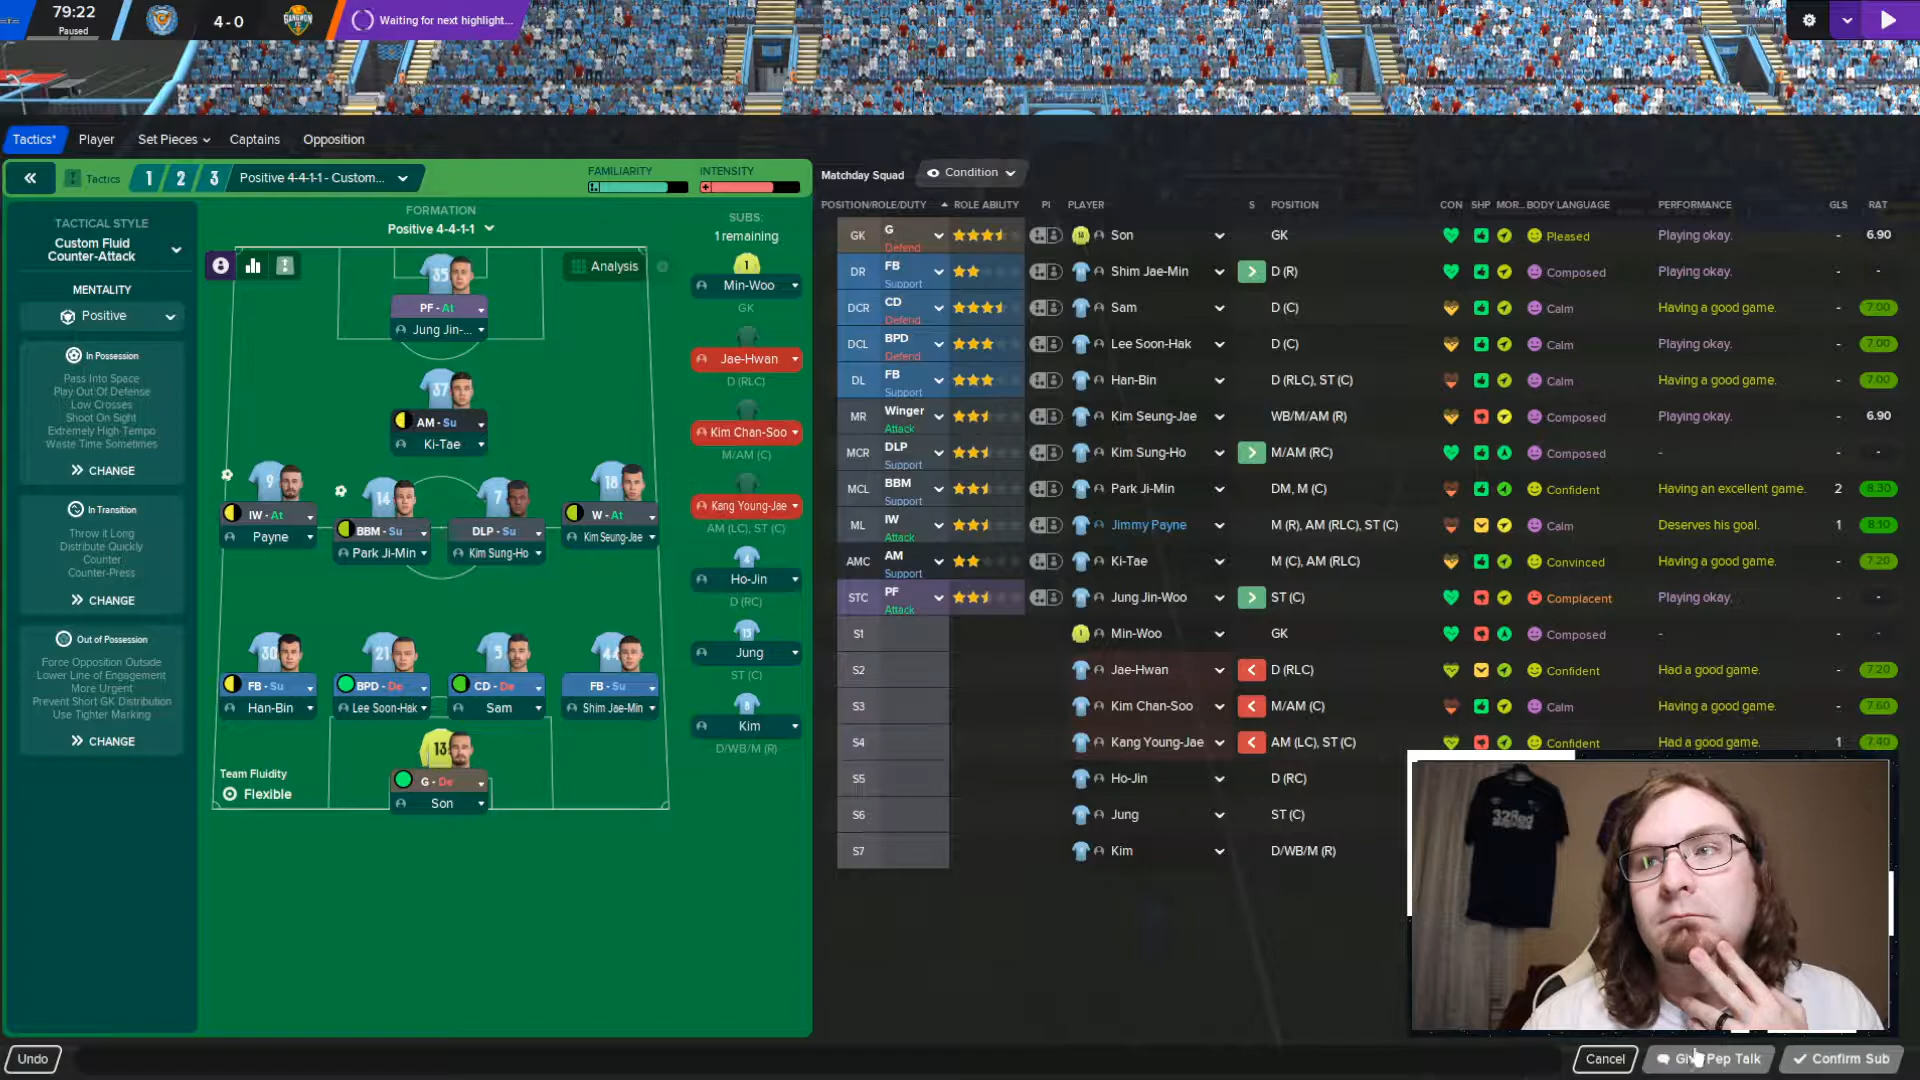 79:22
Paused
4 - 0
GANGWON
Waiting for next highlight...
Tactics* Player Set Pieces Captains Opposition
Tactics 1 2 3 Positive 4-4-1-1 - Custom...
FAMILIARITY INTENSITY
TACTICAL STYLE
Custom Fluid
Counter-Attack
MENTALITY
Positive
In Possession
Pass Into Space
Play Out Of Defense
Low Crosses
Shoot On Sight
Extremely High Tempo
Waste Time Sometimes
CHANGE
In Transition
Throw it Long
Distribute Quickly
Counter
Counter-Press
CHANGE
Out of Possession
Force Opposition Outside
Lower Line of Engagement
More Urgent
Prevent Short GK Distribution
Use Tighter Marking
CHANGE
FORMATION
Positive 4-4-1-1
Analysis
35
PF - At
Jung Jin-...
37
AM - Su
Ki-Tae
9 14 7 18
IW - At BBM - Su DLP - Su W - At
Payne Park Ji-Min Kim Sung-Ho Kim Seung-Jae
30 21 5 44
FB - Su BPD - De CD - De FB - Su
Han-Bin Lee Soon-Hak Sam Shim Jae-Min
13
G - De
Son
Team Fluidity
Flexible
SUBS:
1 remaining
1
Min-Woo
GK
Jae-Hwan
D (RLC)
Kim Chan-Soo
M/AM (C)
Kang Young-Jae
AM (LC), ST (C)
4
Ho-Jin
D (RC)
15
Jung
ST (C)
8
Kim
D/WB/M (R)
Matchday Squad Condition
POSITION/ROLE/DUTY ROLE ABILITY PI PLAYER S POSITION CON SHP MOR... BODY LANGUAGE PERFORMANCE GLS RAT
GK G Defend Son GK Pleased Playing okay. - 6.90
DR FB Support Shim Jae-Min D (R) Composed Playing okay. - -
DCR CD Defend Sam D (C) Calm Having a good game. - 7.00
DCL BPD Defend Lee Soon-Hak D (C) Calm Playing okay. - 7.00
DL FB Support Han-Bin D (RLC), ST (C) Calm Having a good game. - 7.00
MR Winger Attack Kim Seung-Jae WB/M/AM (R) Composed Playing okay. - 6.90
MCR DLP Support Kim Sung-Ho M/AM (RC) Composed - - -
MCL BBM Support Park Ji-Min DM, M (C) Confident Having an excellent game. 2 8.30
ML IW Attack Jimmy Payne M (R), AM (RLC), ST (C) Calm Deserves his goal. 1 8.10
AMC AM Support Ki-Tae M (C), AM (RLC) Convinced Having a good game. - 7.20
STC PF Attack Jung Jin-Woo ST (C) Complacent Playing okay. - -
S1 Min-Woo GK Composed - - -
S2 Jae-Hwan D (RLC) Confident Had a good game. - 7.20
S3 Kim Chan-Soo M/AM (C) Calm Having a good game. - 7.60
S4 Kang Young-Jae AM (LC), ST (C) Confident Had a good game. 1 7.40
S5 Ho-Jin D (RC)
S6 Jung ST (C)
S7 Kim D/WB/M (R)
32Red
Undo Cancel Pep Talk Confirm Sub